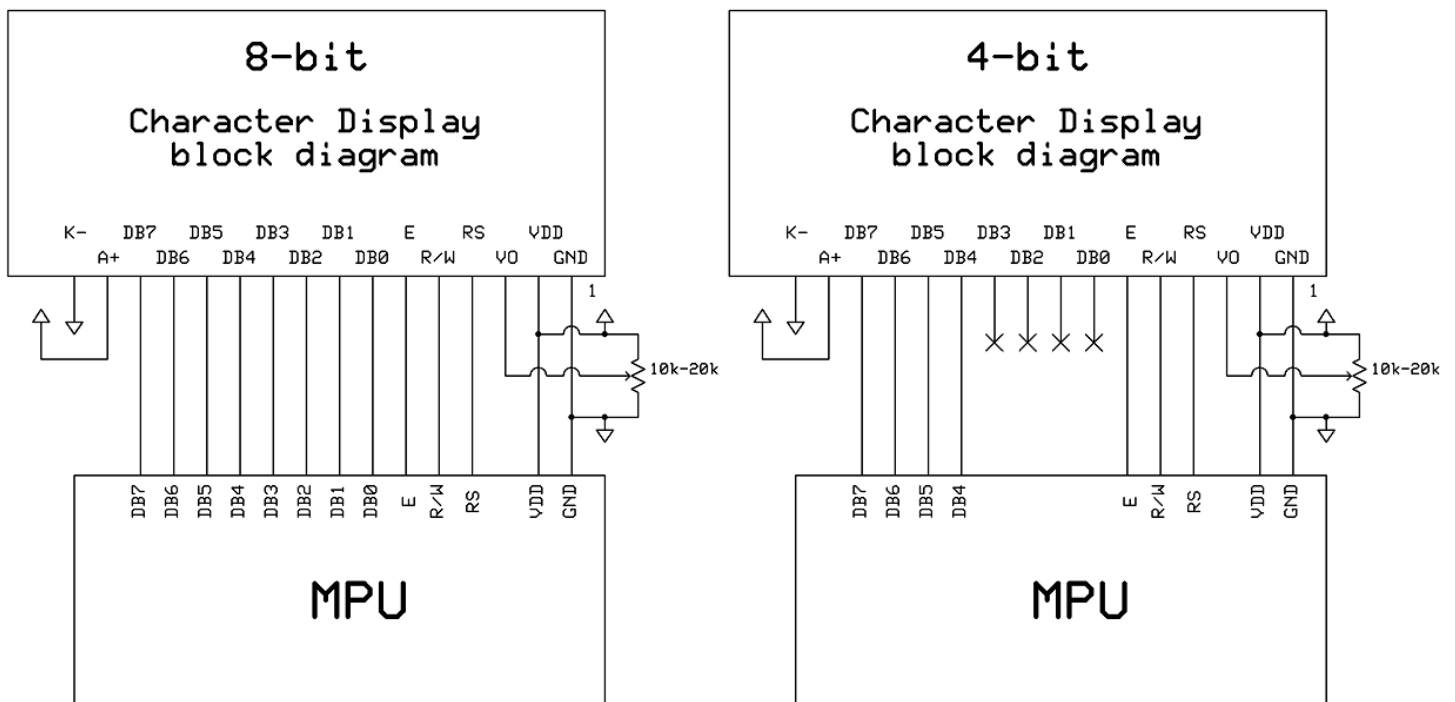 8-bit
Character Display
block diagram
K- DB7 DB5 DB3 DB1 E RS VDD
A+ DB6 DB4 DB2 DB0 R/W VO GND
1
10k-20k
DB7 DB6 DB5 DB4 DB3 DB2 DB1 DB0 E R/W RS VDD GND
MPU
4-bit
Character Display
block diagram
K- DB7 DB5 DB3 DB1 E RS VDD
A+ DB6 DB4 DB2 DB0 R/W VO GND
1
10k-20k
DB7 DB6 DB5 DB4 E R/W RS VDD GND
MPU